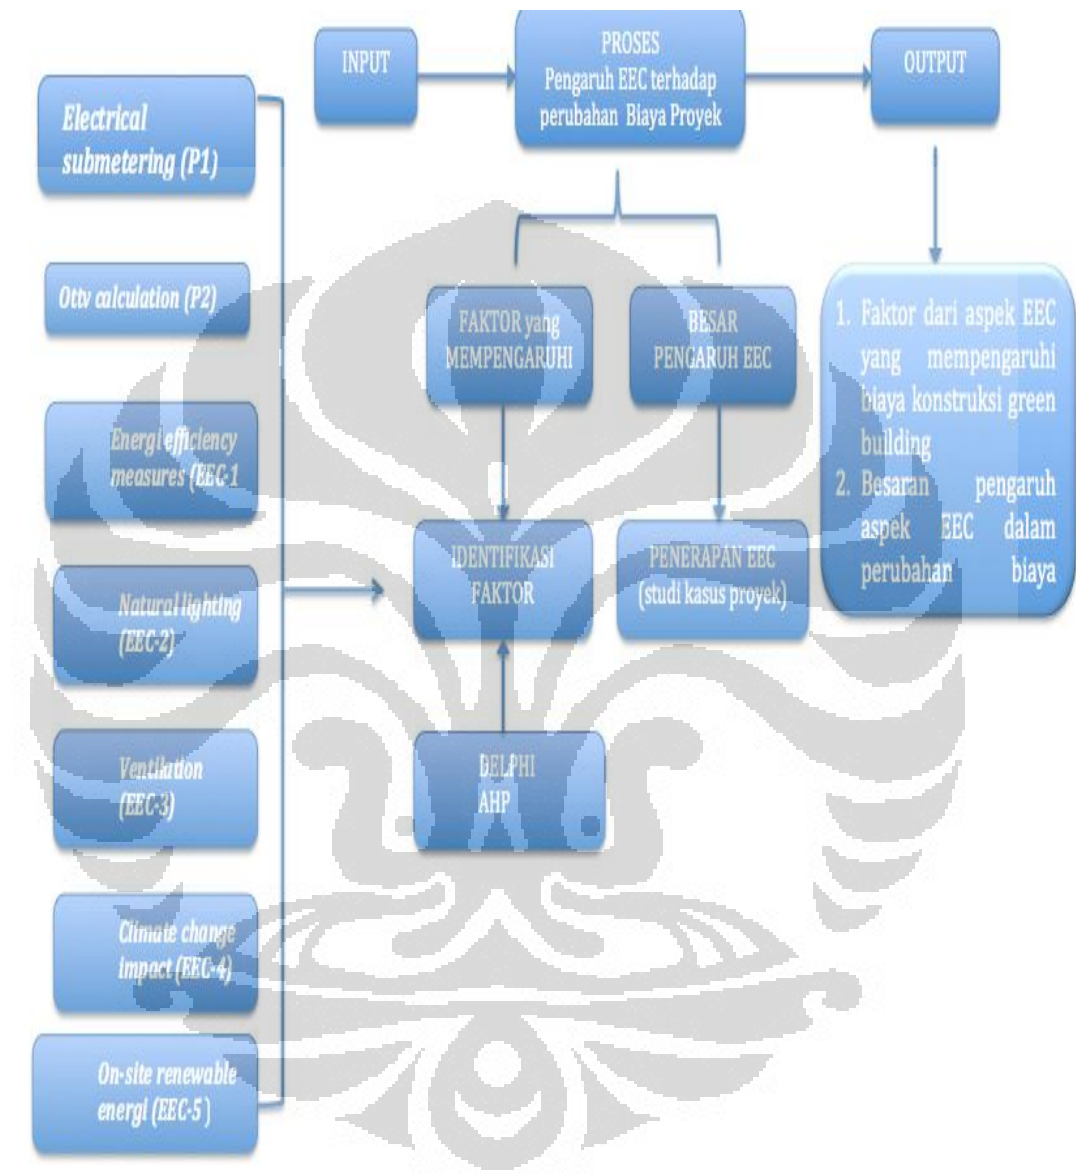 INPUT
PROSES
Pengaruh EEC terhadap
perubahan Biaya Proyek
OUTPUT
Electrical
submetering (P1)
Ottv calculation (P2)
Energi efficiency
measures (EEC-1
Natural lighting
(EEC-2)
Ventilation
(EEC-3)
Climate change
impact (EEC-4)
On-site renewable
energi (EEC-5 )
FAKTOR yang
MEMPENGARUHI
BESAR
PENGARUH EEC
IDENTIFIKASI
FAKTOR
PENERAPAN EEC
(studi kasus proyek)
DELPHI
AHP
1. Faktor dari aspek EEC
yang mempengaruhi
biaya konstruksi green
building
2. Besaran pengaruh
aspek EEC dalam
perubahan biaya